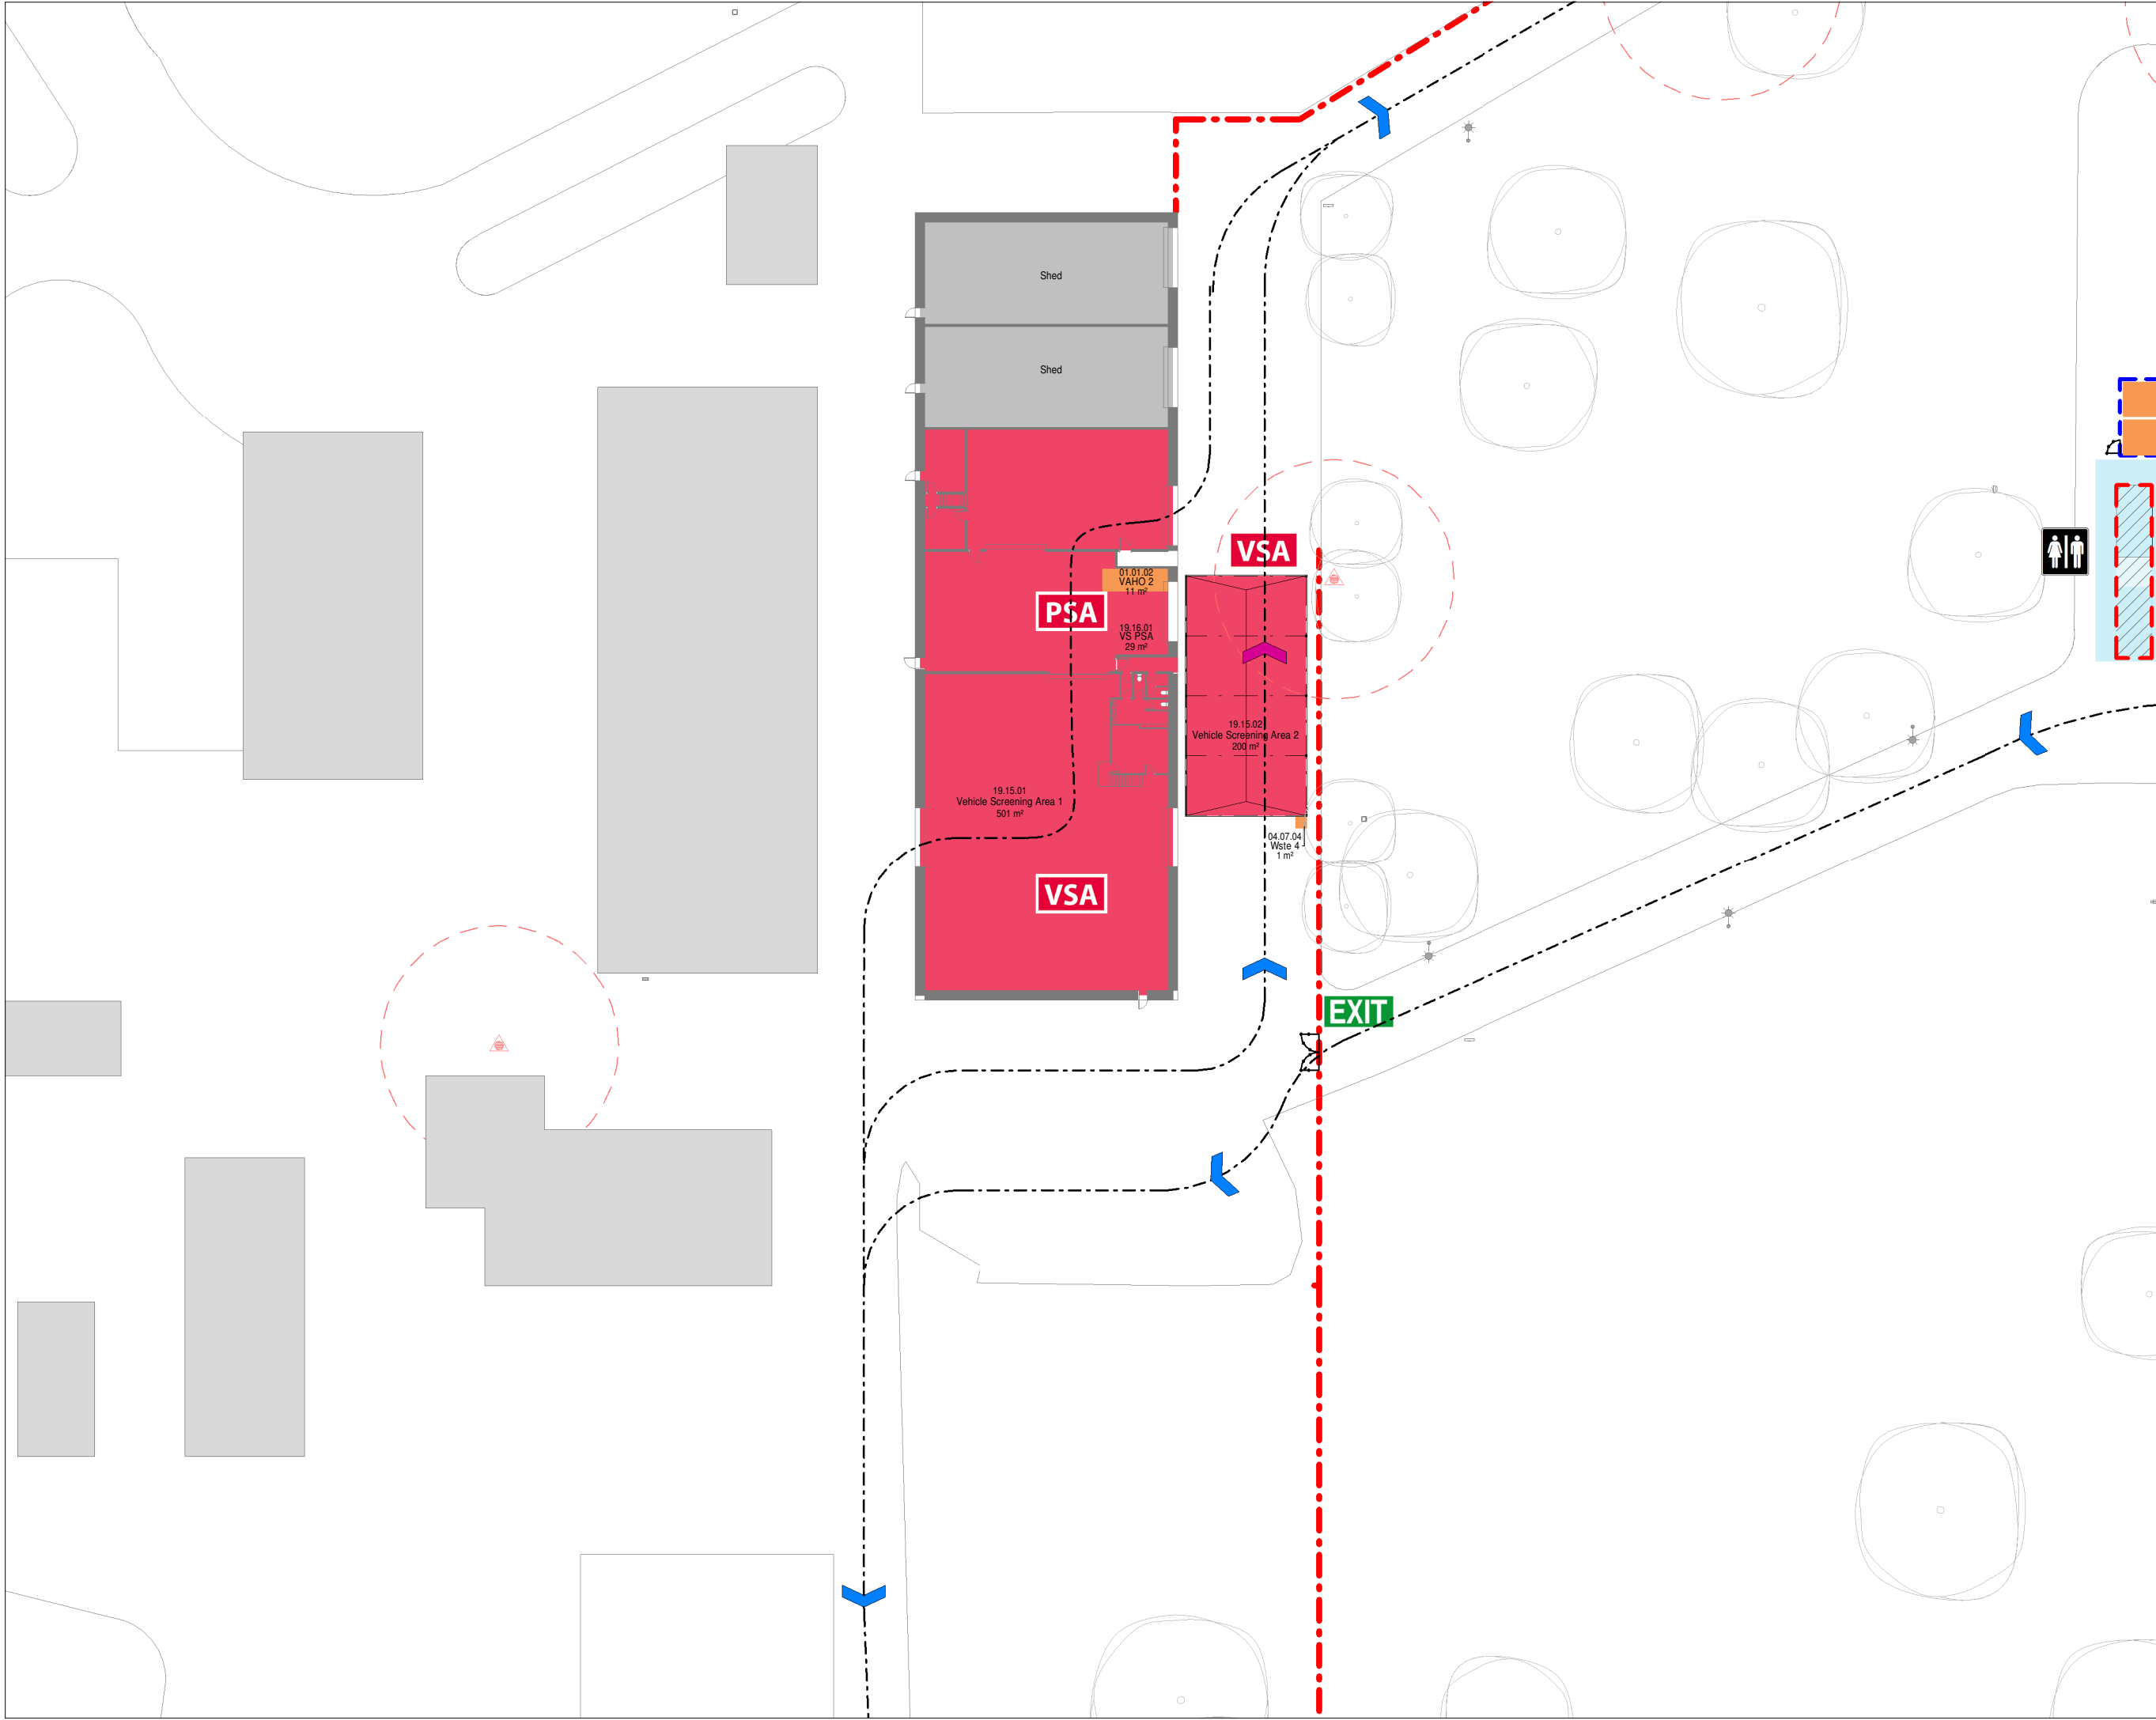 Shed
Shed
VSA
01.01.02
VAHO 2
11 m²
PSA
19.16.01
VS PSA
29 m²
19.15.02
Vehicle Screening Area 2
200 m²
19.15.01
Vehicle Screening Area 1
501 m²
04.07.04
Wste 4
1 m²
VSA
EXIT